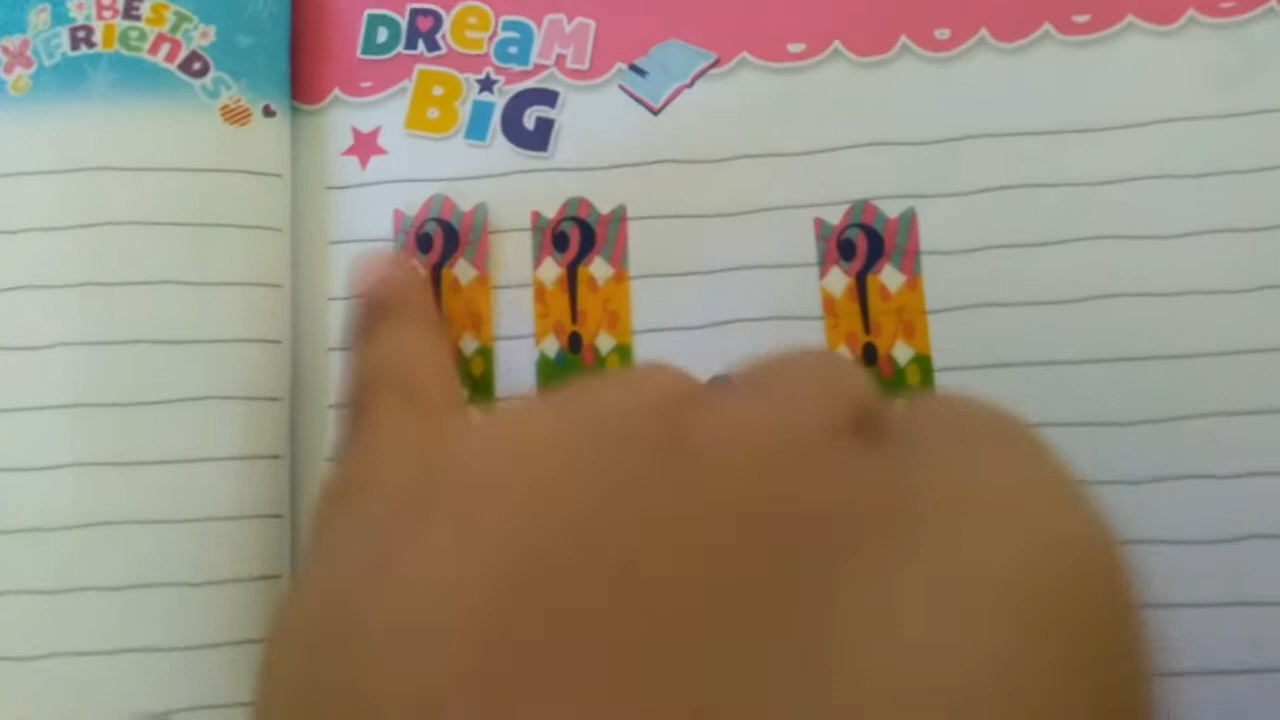 BEST
FRIENDS
DREAM
BIG
? ? ?